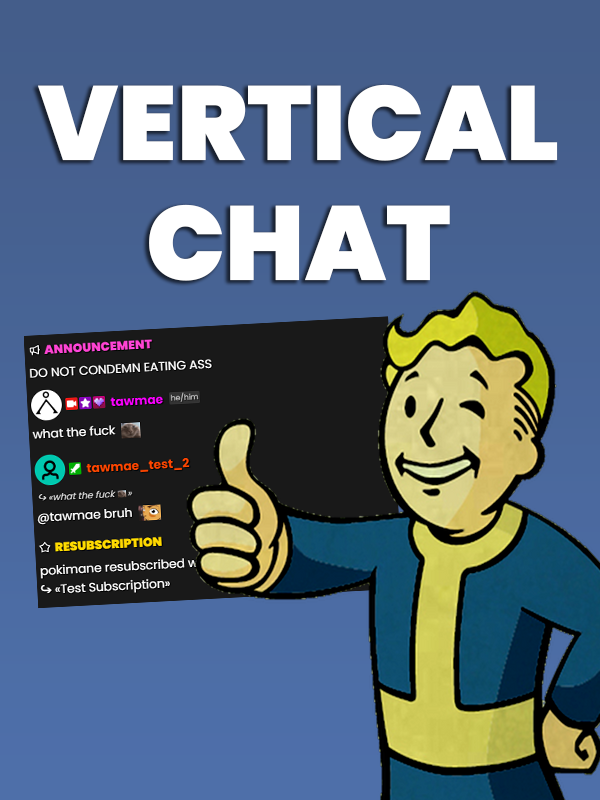 VERTICAL
CHAT
ANNOUNCEMENT
DO NOT CONDEMN EATING ASS
tawmae he/him
what the fuck
tawmae_test_2
«what the fuck »
@tawmae bruh
RESUBSCRIPTION
pokimane resubscribed
«Test Subscription»